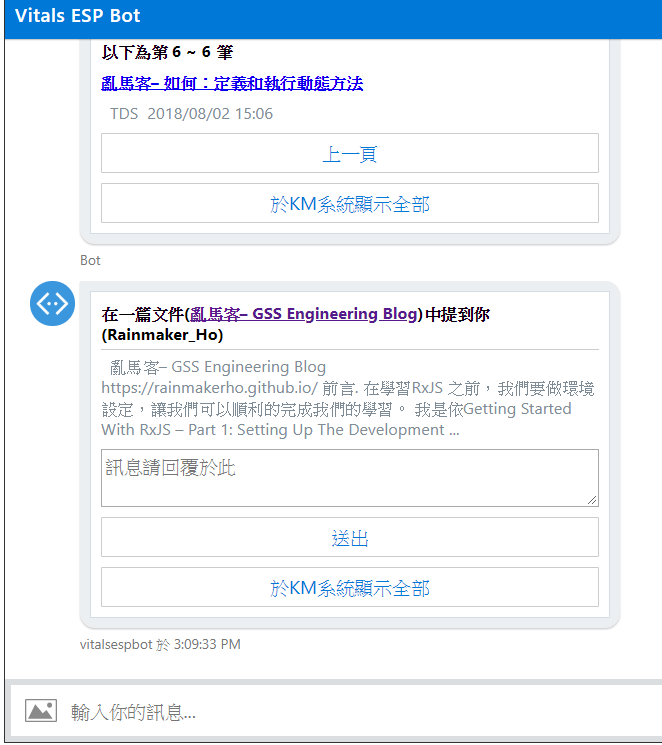 Vitals ESP Bot
以下為第 6 ~ 6 筆
亂馬客– 如何：定義和執行動態方法
TDS 2018/08/02 15:06
上一頁
於KM系統顯示全部
Bot
在一篇文件(亂馬客– GSS Engineering Blog)中提到你
(Rainmaker_Ho)
亂馬客– GSS Engineering Blog
https://rainmakerho.github.io/ 前言. 在學習RxJS 之前， 我們要做環境
設定，讓我們可以順利的完成我們的學習。 我是依Getting Started
With RxJS – Part 1: Setting Up The Development ...
訊息請回覆於此
送出
於KM系統顯示全部
vitalsespbot 於 3:09:33 PM
輸入你的訊息...